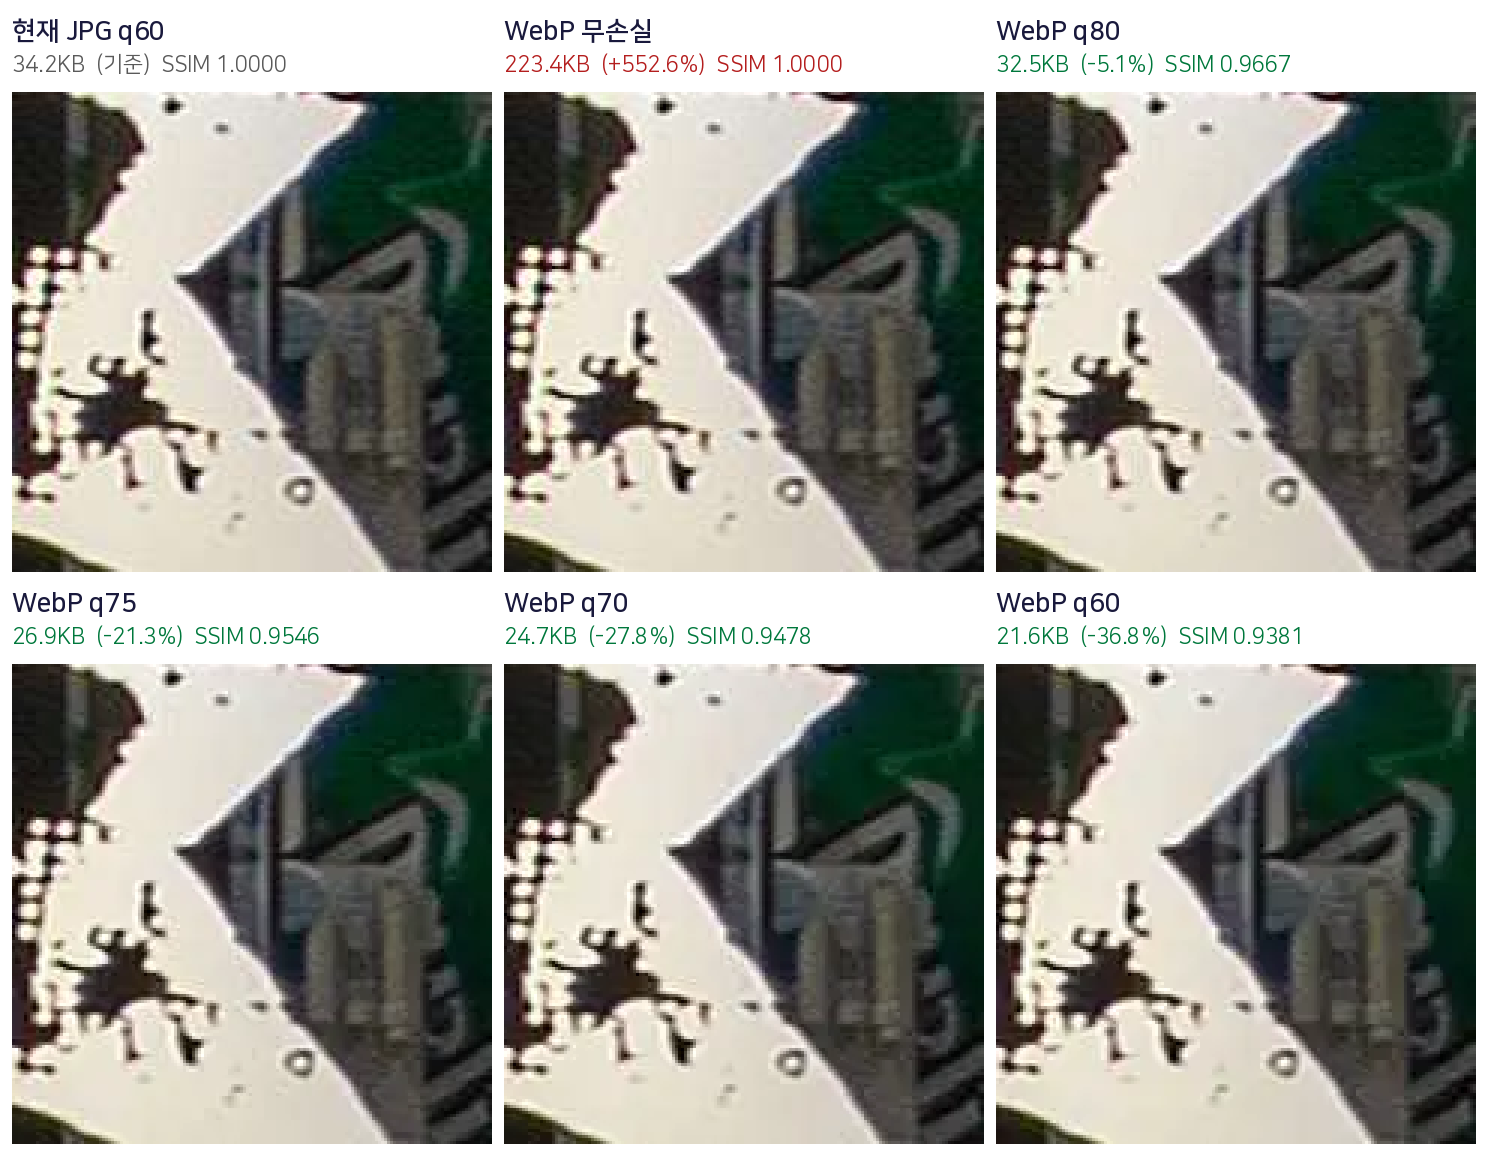 현재 JPG q60
34.2KB (기준) SSIM 1.0000
WebP 무손실
223.4KB (+552.6%) SSIM 1.0000
WebP q80
32.5KB (-5.1%) SSIM 0.9667
WebP q75
26.9KB (-21.3%) SSIM 0.9546
WebP q70
24.7KB (-27.8%) SSIM 0.9478
WebP q60
21.6KB (-36.8%) SSIM 0.9381